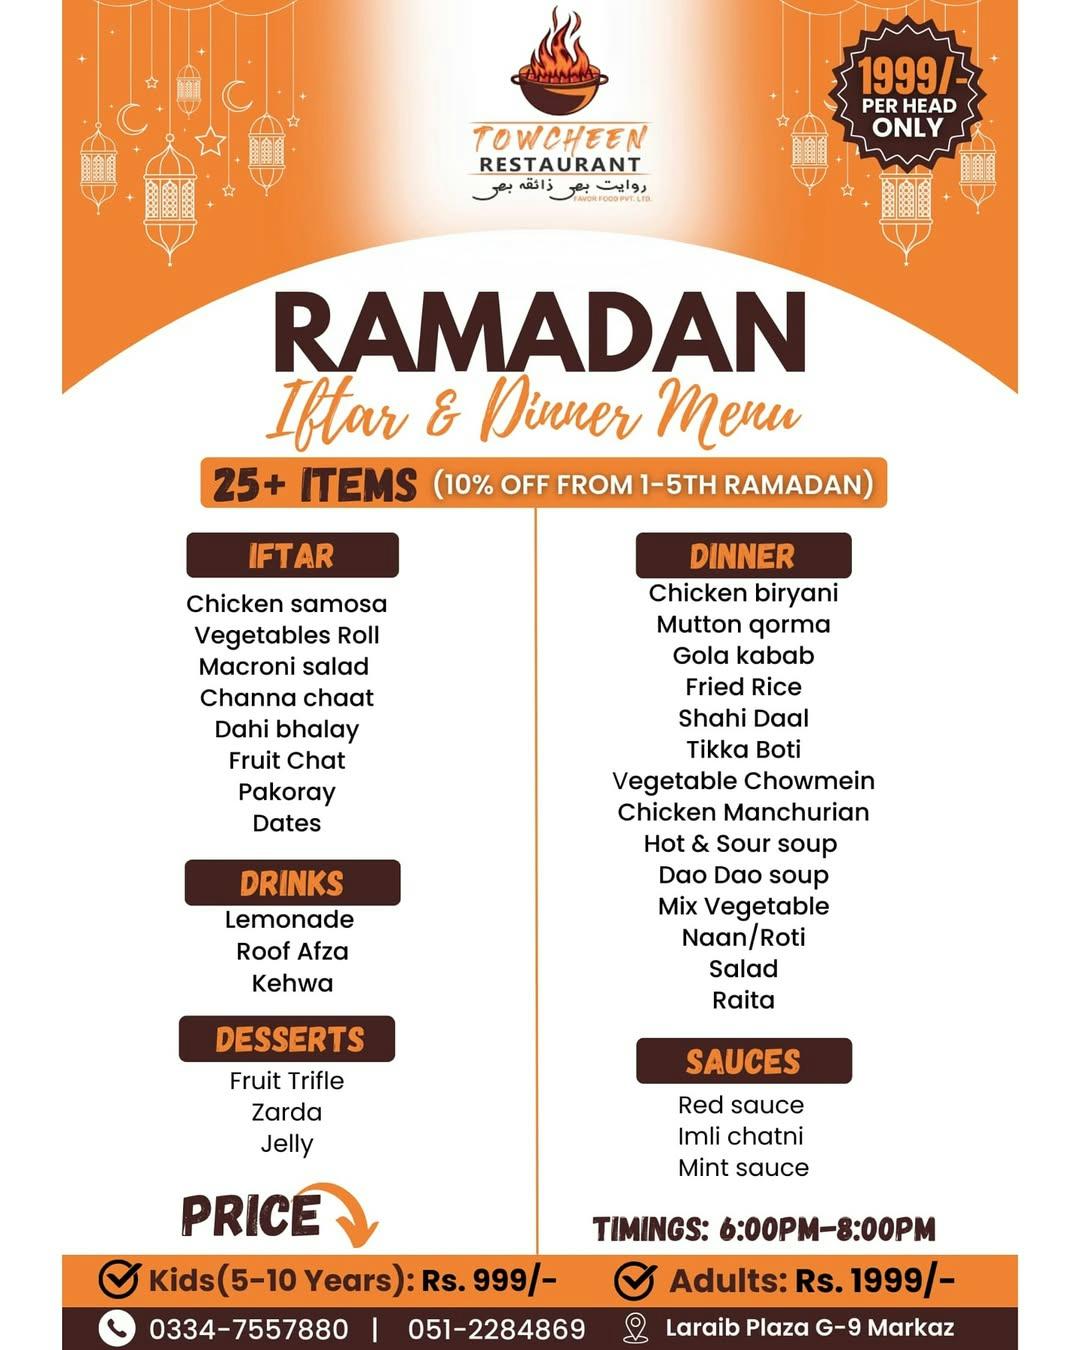 TOWCHEEN
RESTAURANT
روایت بھی ذائقہ بھی
FAVOR FOOD PVT. LTD.
1999/-
PER HEAD
ONLY
RAMADAN
Iftar & Dinner Menu
25+ ITEMS (10% OFF FROM 1-5TH RAMADAN)
IFTAR
Chicken samosa
Vegetables Roll
Macroni salad
Channa chaat
Dahi bhalay
Fruit Chat
Pakoray
Dates
DRINKS
Lemonade
Roof Afza
Kehwa
DESSERTS
Fruit Trifle
Zarda
Jelly
DINNER
Chicken biryani
Mutton qorma
Gola kabab
Fried Rice
Shahi Daal
Tikka Boti
Vegetable Chowmein
Chicken Manchurian
Hot & Sour soup
Dao Dao soup
Mix Vegetable
Naan/Roti
Salad
Raita
SAUCES
Red sauce
Imli chatni
Mint sauce
PRICE
TIMINGS: 6:00PM-8:00PM
Kids(5-10 Years): Rs. 999/-
Adults: Rs. 1999/-
0334-7557880 | 051-2284869
Laraib Plaza G-9 Markaz